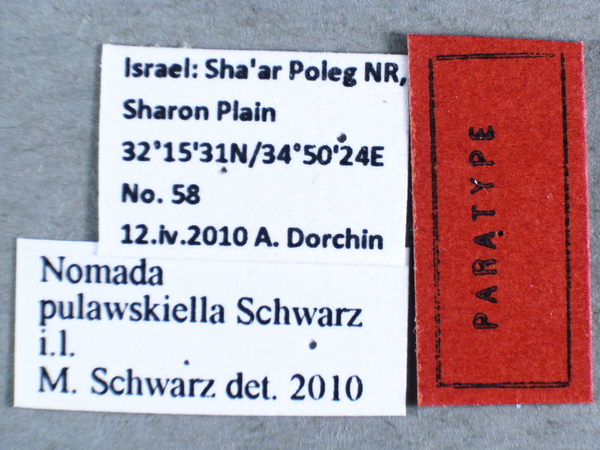 Israel: Sha'ar Poleg NR,
Sharon Plain
32°15'31N/34°50'24E
No. 58
12.iv.2010 A. Dorchin
Nomada
pulawskiella Schwarz
i.l.
M. Schwarz det. 2010
PARATYPE